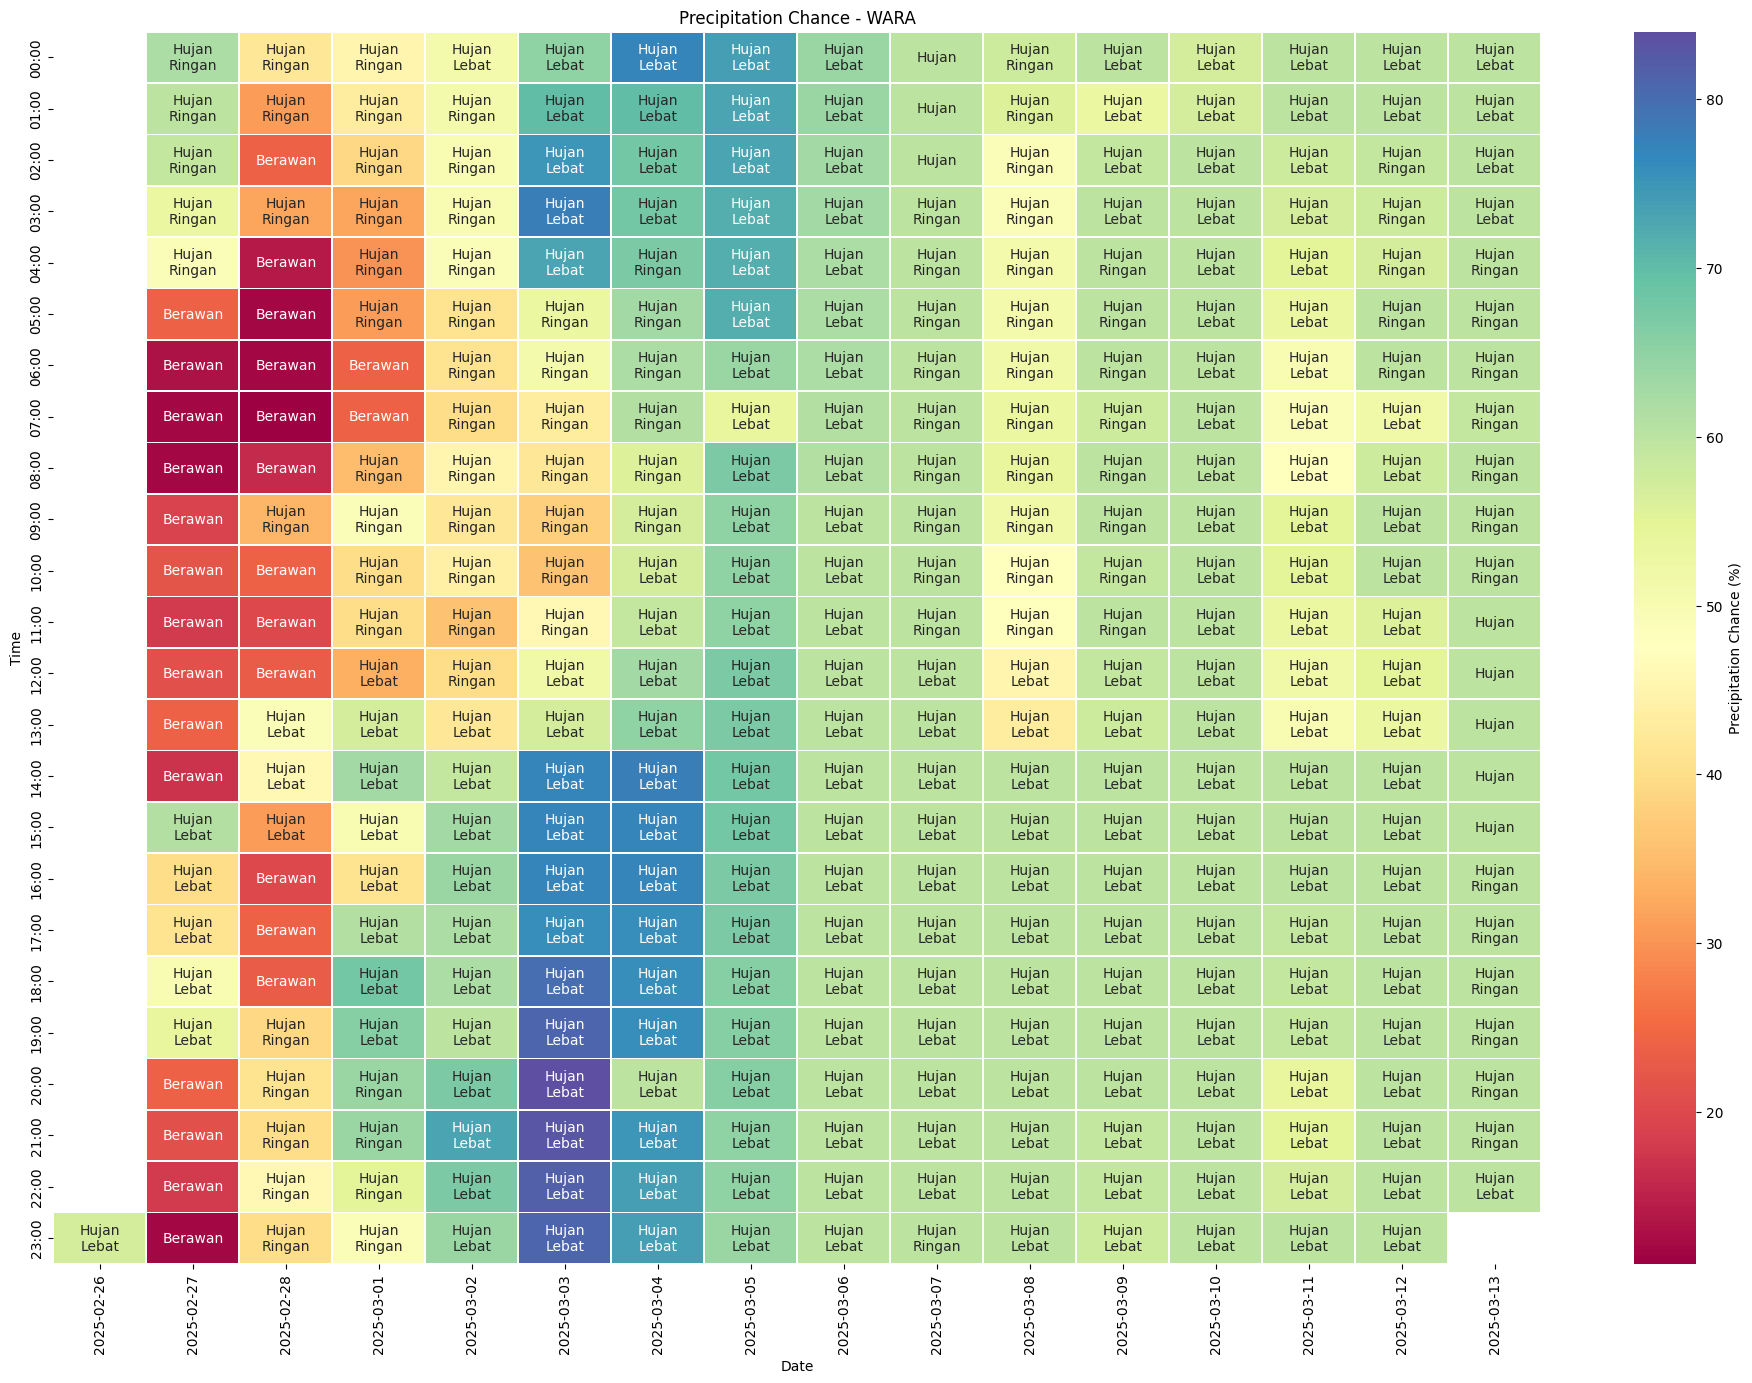 Precipitation Chance - WARA
00:00 Hujan Ringan Hujan Ringan Hujan Ringan Hujan Lebat Hujan Lebat Hujan Lebat Hujan Lebat Hujan Lebat Hujan Hujan Ringan Hujan Lebat Hujan Lebat Hujan Lebat Hujan Lebat Hujan Lebat
01:00 Hujan Ringan Hujan Ringan Hujan Ringan Hujan Ringan Hujan Lebat Hujan Lebat Hujan Lebat Hujan Lebat Hujan Hujan Ringan Hujan Lebat Hujan Lebat Hujan Lebat Hujan Lebat Hujan Lebat
02:00 Hujan Ringan Berawan Hujan Ringan Hujan Ringan Hujan Lebat Hujan Lebat Hujan Lebat Hujan Lebat Hujan Hujan Ringan Hujan Lebat Hujan Lebat Hujan Lebat Hujan Ringan Hujan Lebat
03:00 Hujan Ringan Hujan Ringan Hujan Ringan Hujan Ringan Hujan Lebat Hujan Lebat Hujan Lebat Hujan Lebat Hujan Ringan Hujan Ringan Hujan Lebat Hujan Lebat Hujan Lebat Hujan Ringan Hujan Lebat
04:00 Hujan Ringan Berawan Hujan Ringan Hujan Ringan Hujan Lebat Hujan Ringan Hujan Lebat Hujan Lebat Hujan Ringan Hujan Ringan Hujan Ringan Hujan Lebat Hujan Lebat Hujan Ringan Hujan Ringan
05:00 Berawan Berawan Hujan Ringan Hujan Ringan Hujan Ringan Hujan Ringan Hujan Lebat Hujan Lebat Hujan Ringan Hujan Ringan Hujan Ringan Hujan Lebat Hujan Lebat Hujan Ringan Hujan Ringan
06:00 Berawan Berawan Berawan Hujan Ringan Hujan Ringan Hujan Ringan Hujan Lebat Hujan Lebat Hujan Ringan Hujan Ringan Hujan Ringan Hujan Lebat Hujan Lebat Hujan Ringan Hujan Ringan
07:00 Berawan Berawan Berawan Hujan Ringan Hujan Ringan Hujan Ringan Hujan Lebat Hujan Lebat Hujan Ringan Hujan Ringan Hujan Ringan Hujan Lebat Hujan Lebat Hujan Lebat Hujan Ringan
08:00 Berawan Berawan Hujan Ringan Hujan Ringan Hujan Ringan Hujan Ringan Hujan Lebat Hujan Lebat Hujan Ringan Hujan Ringan Hujan Ringan Hujan Lebat Hujan Lebat Hujan Lebat Hujan Ringan
09:00 Berawan Hujan Ringan Hujan Ringan Hujan Ringan Hujan Ringan Hujan Ringan Hujan Lebat Hujan Lebat Hujan Ringan Hujan Ringan Hujan Ringan Hujan Lebat Hujan Lebat Hujan Lebat Hujan Ringan
10:00 Berawan Berawan Hujan Ringan Hujan Ringan Hujan Ringan Hujan Lebat Hujan Lebat Hujan Lebat Hujan Ringan Hujan Ringan Hujan Ringan Hujan Lebat Hujan Lebat Hujan Lebat Hujan Ringan
11:00 Berawan Berawan Hujan Ringan Hujan Ringan Hujan Ringan Hujan Lebat Hujan Lebat Hujan Lebat Hujan Ringan Hujan Ringan Hujan Ringan Hujan Lebat Hujan Lebat Hujan Lebat Hujan
12:00 Berawan Berawan Hujan Lebat Hujan Ringan Hujan Lebat Hujan Lebat Hujan Lebat Hujan Lebat Hujan Lebat Hujan Lebat Hujan Lebat Hujan Lebat Hujan Lebat Hujan Lebat Hujan
13:00 Berawan Hujan Lebat Hujan Lebat Hujan Lebat Hujan Lebat Hujan Lebat Hujan Lebat Hujan Lebat Hujan Lebat Hujan Lebat Hujan Lebat Hujan Lebat Hujan Lebat Hujan Lebat Hujan
14:00 Berawan Hujan Lebat Hujan Lebat Hujan Lebat Hujan Lebat Hujan Lebat Hujan Lebat Hujan Lebat Hujan Lebat Hujan Lebat Hujan Lebat Hujan Lebat Hujan Lebat Hujan Lebat Hujan
15:00 Hujan Lebat Hujan Lebat Hujan Lebat Hujan Lebat Hujan Lebat Hujan Lebat Hujan Lebat Hujan Lebat Hujan Lebat Hujan Lebat Hujan Lebat Hujan Lebat Hujan Lebat Hujan Lebat Hujan
16:00 Hujan Lebat Berawan Hujan Lebat Hujan Lebat Hujan Lebat Hujan Lebat Hujan Lebat Hujan Lebat Hujan Lebat Hujan Lebat Hujan Lebat Hujan Lebat Hujan Lebat Hujan Lebat Hujan Ringan
17:00 Hujan Lebat Berawan Hujan Lebat Hujan Lebat Hujan Lebat Hujan Lebat Hujan Lebat Hujan Lebat Hujan Lebat Hujan Lebat Hujan Lebat Hujan Lebat Hujan Lebat Hujan Lebat Hujan Ringan
18:00 Hujan Lebat Berawan Hujan Lebat Hujan Lebat Hujan Lebat Hujan Lebat Hujan Lebat Hujan Lebat Hujan Lebat Hujan Lebat Hujan Lebat Hujan Lebat Hujan Lebat Hujan Lebat Hujan Ringan
19:00 Hujan Lebat Hujan Ringan Hujan Lebat Hujan Lebat Hujan Lebat Hujan Lebat Hujan Lebat Hujan Lebat Hujan Lebat Hujan Lebat Hujan Lebat Hujan Lebat Hujan Lebat Hujan Lebat Hujan Ringan
20:00 Berawan Hujan Ringan Hujan Ringan Hujan Lebat Hujan Lebat Hujan Lebat Hujan Lebat Hujan Lebat Hujan Lebat Hujan Lebat Hujan Lebat Hujan Lebat Hujan Lebat Hujan Lebat Hujan Ringan
21:00 Berawan Hujan Ringan Hujan Ringan Hujan Lebat Hujan Lebat Hujan Lebat Hujan Lebat Hujan Lebat Hujan Lebat Hujan Lebat Hujan Lebat Hujan Lebat Hujan Lebat Hujan Lebat Hujan Ringan
22:00 Berawan Hujan Ringan Hujan Ringan Hujan Lebat Hujan Lebat Hujan Lebat Hujan Lebat Hujan Lebat Hujan Lebat Hujan Lebat Hujan Lebat Hujan Lebat Hujan Lebat Hujan Lebat Hujan Lebat
23:00 Hujan Lebat Berawan Hujan Ringan Hujan Ringan Hujan Lebat Hujan Lebat Hujan Lebat Hujan Lebat Hujan Lebat Hujan Ringan Hujan Lebat Hujan Lebat Hujan Lebat Hujan Lebat Hujan Lebat
Time
2025-02-26 2025-02-27 2025-02-28 2025-03-01 2025-03-02 2025-03-03 2025-03-04 2025-03-05 2025-03-06 2025-03-07 2025-03-08 2025-03-09 2025-03-10 2025-03-11 2025-03-12 2025-03-13
Date
80
70
60
50
40
30
20
Precipitation Chance (%)